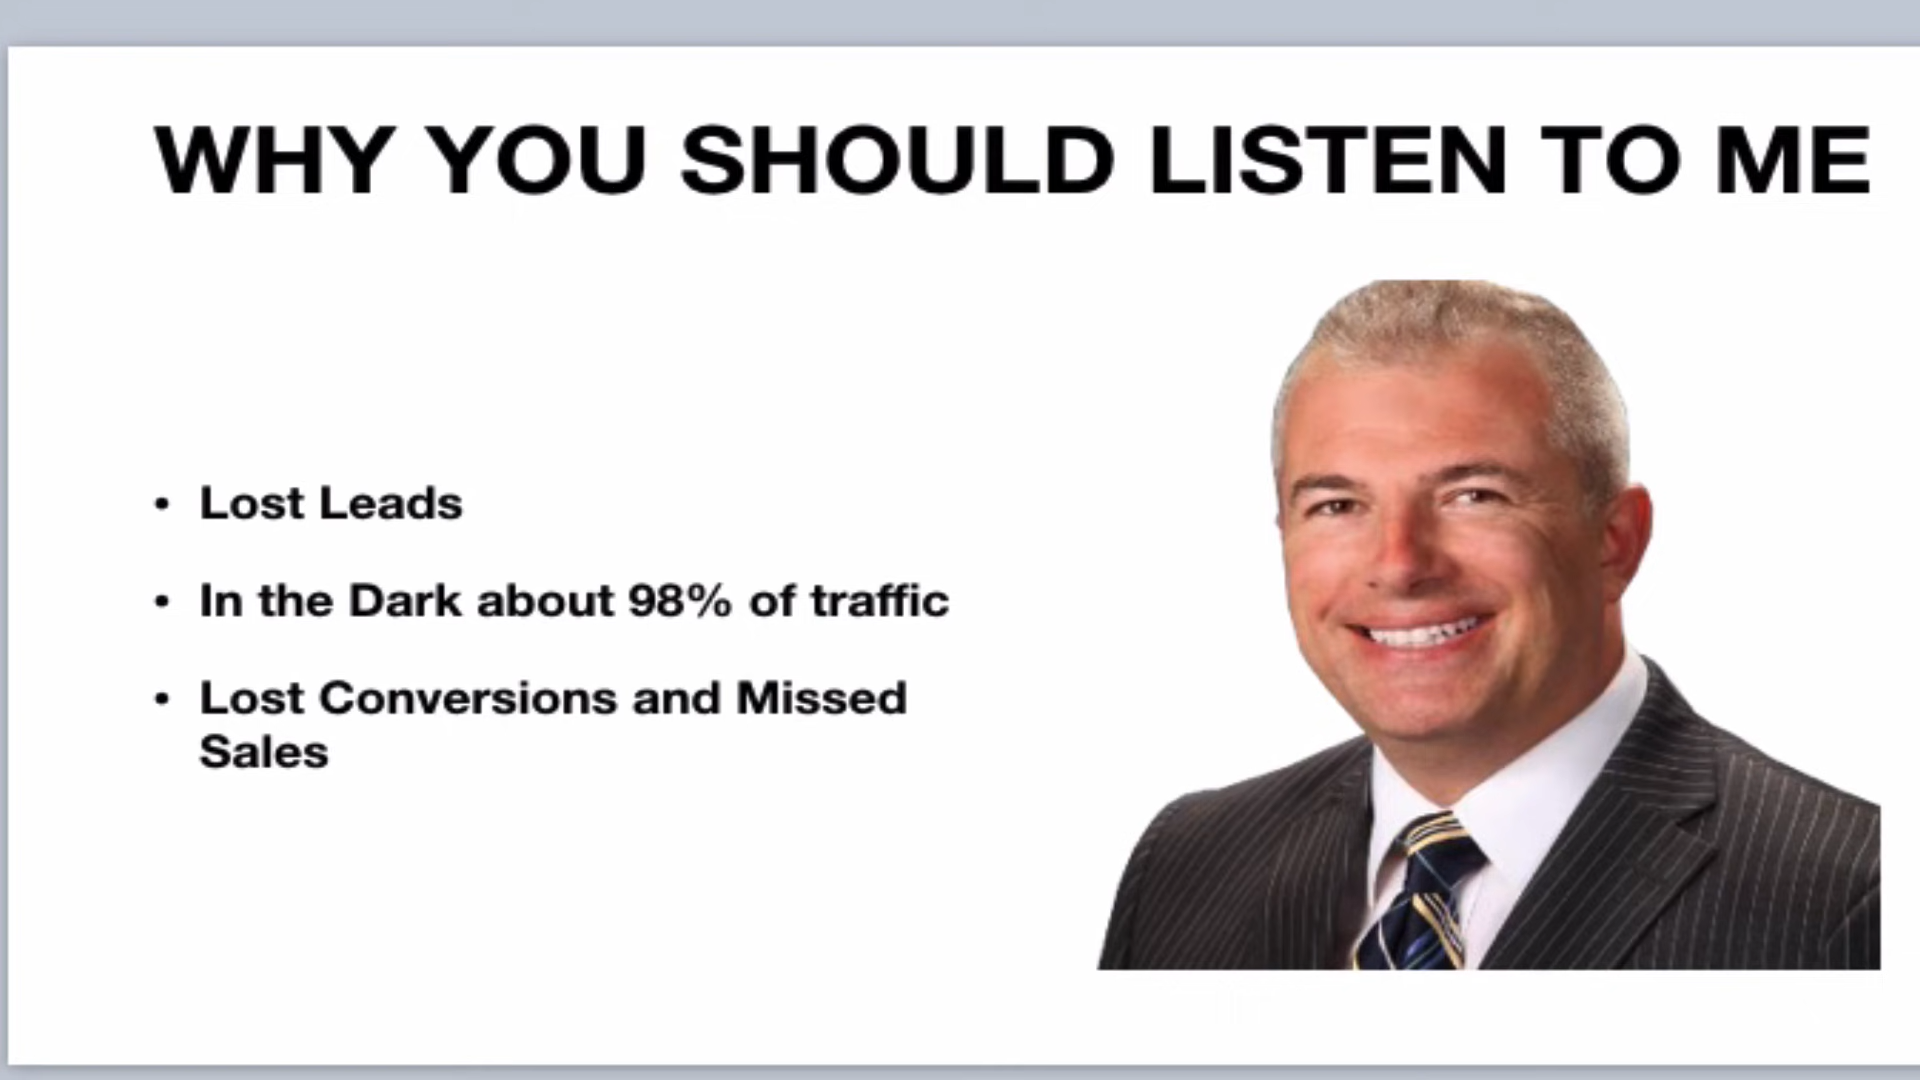 WHY YOU SHOULD LISTEN TO ME
• Lost Leads
• In the Dark about 98% of traffic
• Lost Conversions and Missed
Sales